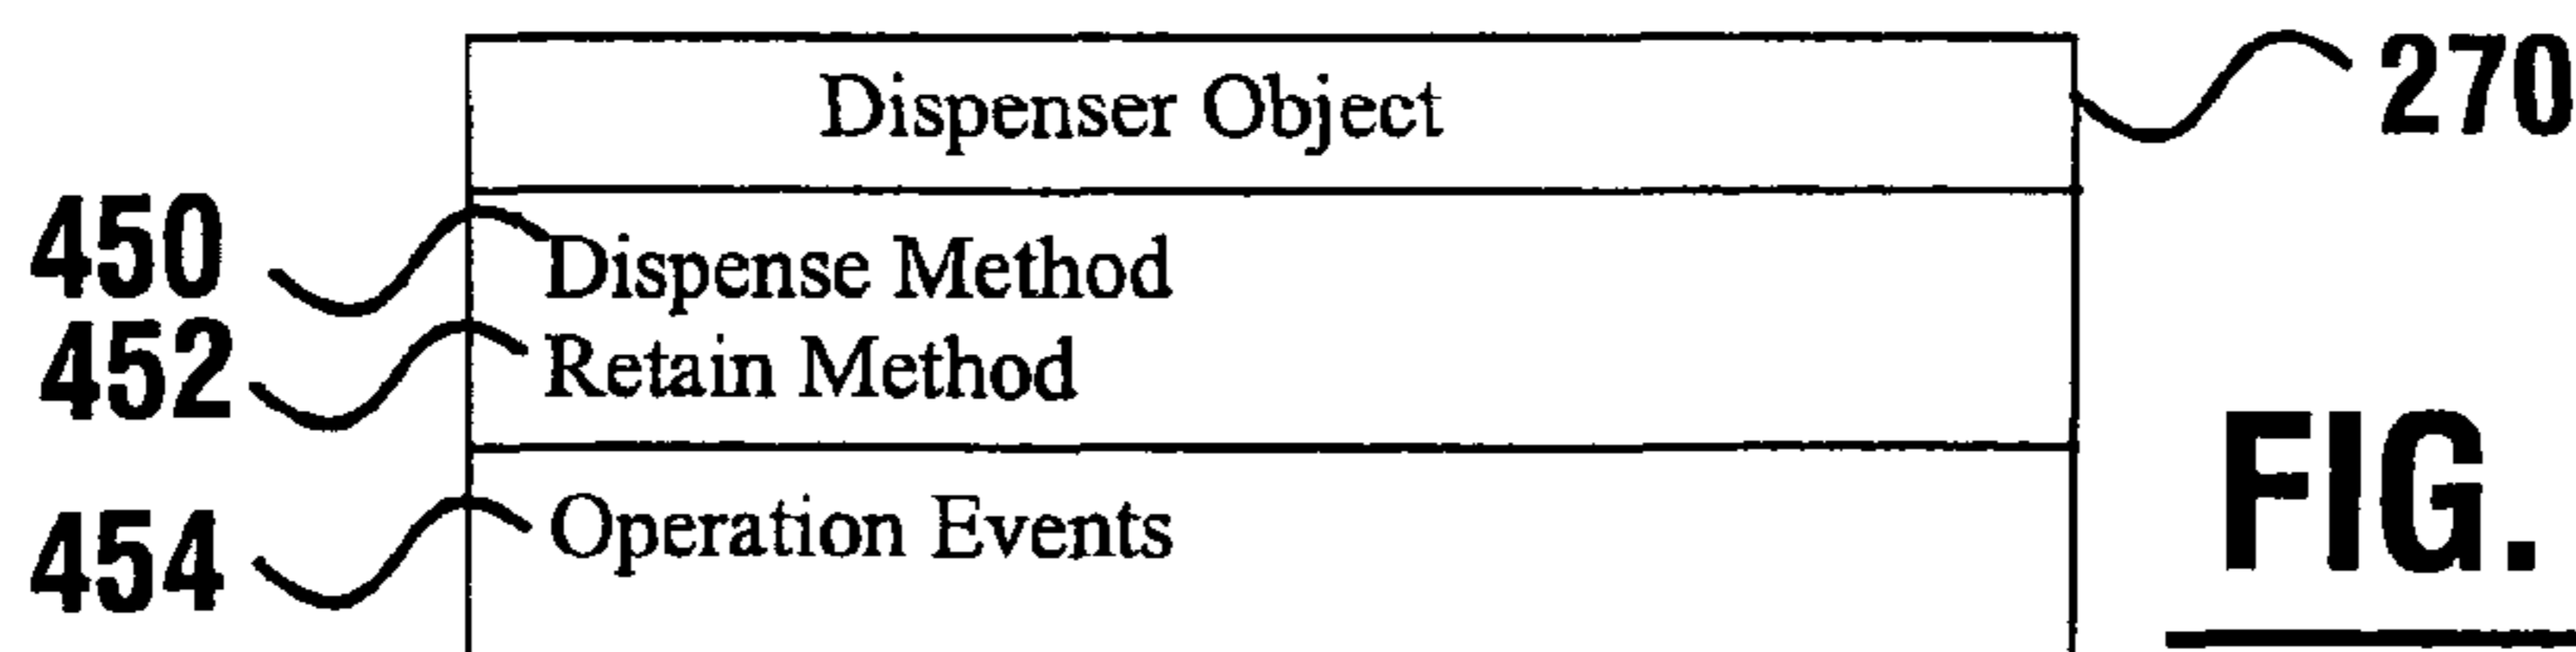 Dispenser Object 270
450 Dispense Method
452 Retain Method
454 Operation Events
FIG.